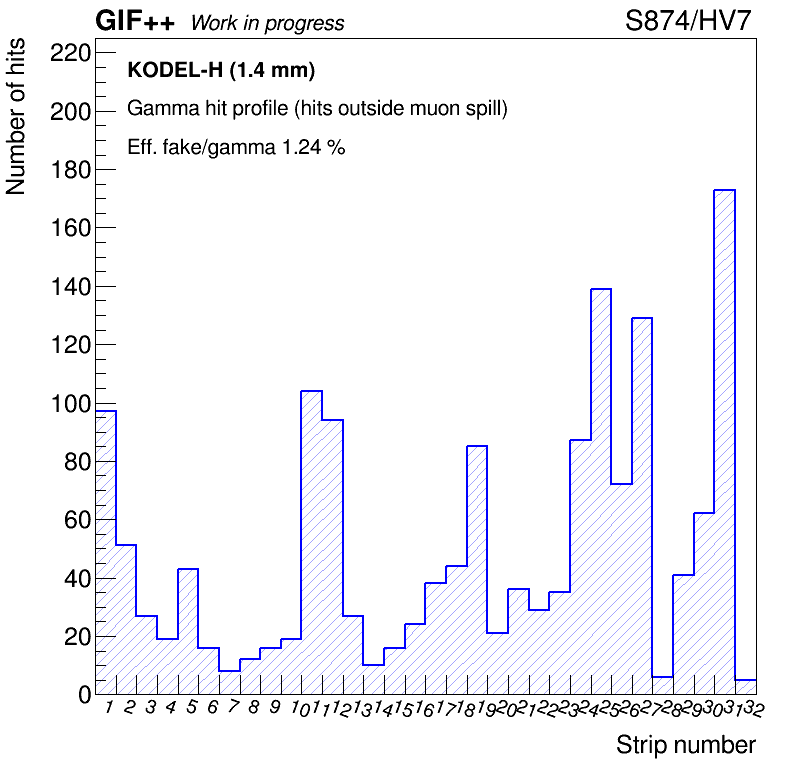 GIF++ Work in progress S874/HV7
Number of hits
KODEL-H (1.4 mm)
Gamma hit profile (hits outside muon spill)
Eff. fake/gamma 1.24 %
220
200
180
160
140
120
100
80
60
40
20
0
1 2 3 4 5 6 7 8 9 10 11 12 13 14 15 16 17 18 19 20 21 22 23 24 25 26 27 28 29 30 31 32
Strip number